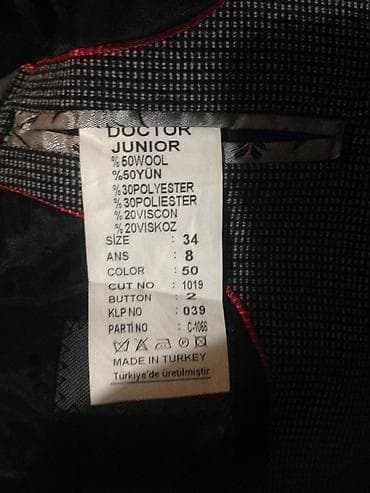 DOCTOR
JUNIOR
%50WOOL
%50YÜN
%30POLYESTER
%30POLIESTER
%20VISCON
%20VISKOZ
SIZE : 34
ANS : 8
COLOR : 50
CUT NO : 1019
BUTTON : 2
KLP NO : 039
PARTİ NO : C-1066
MADE IN TURKEY
Türkiye'de üretilmiştir